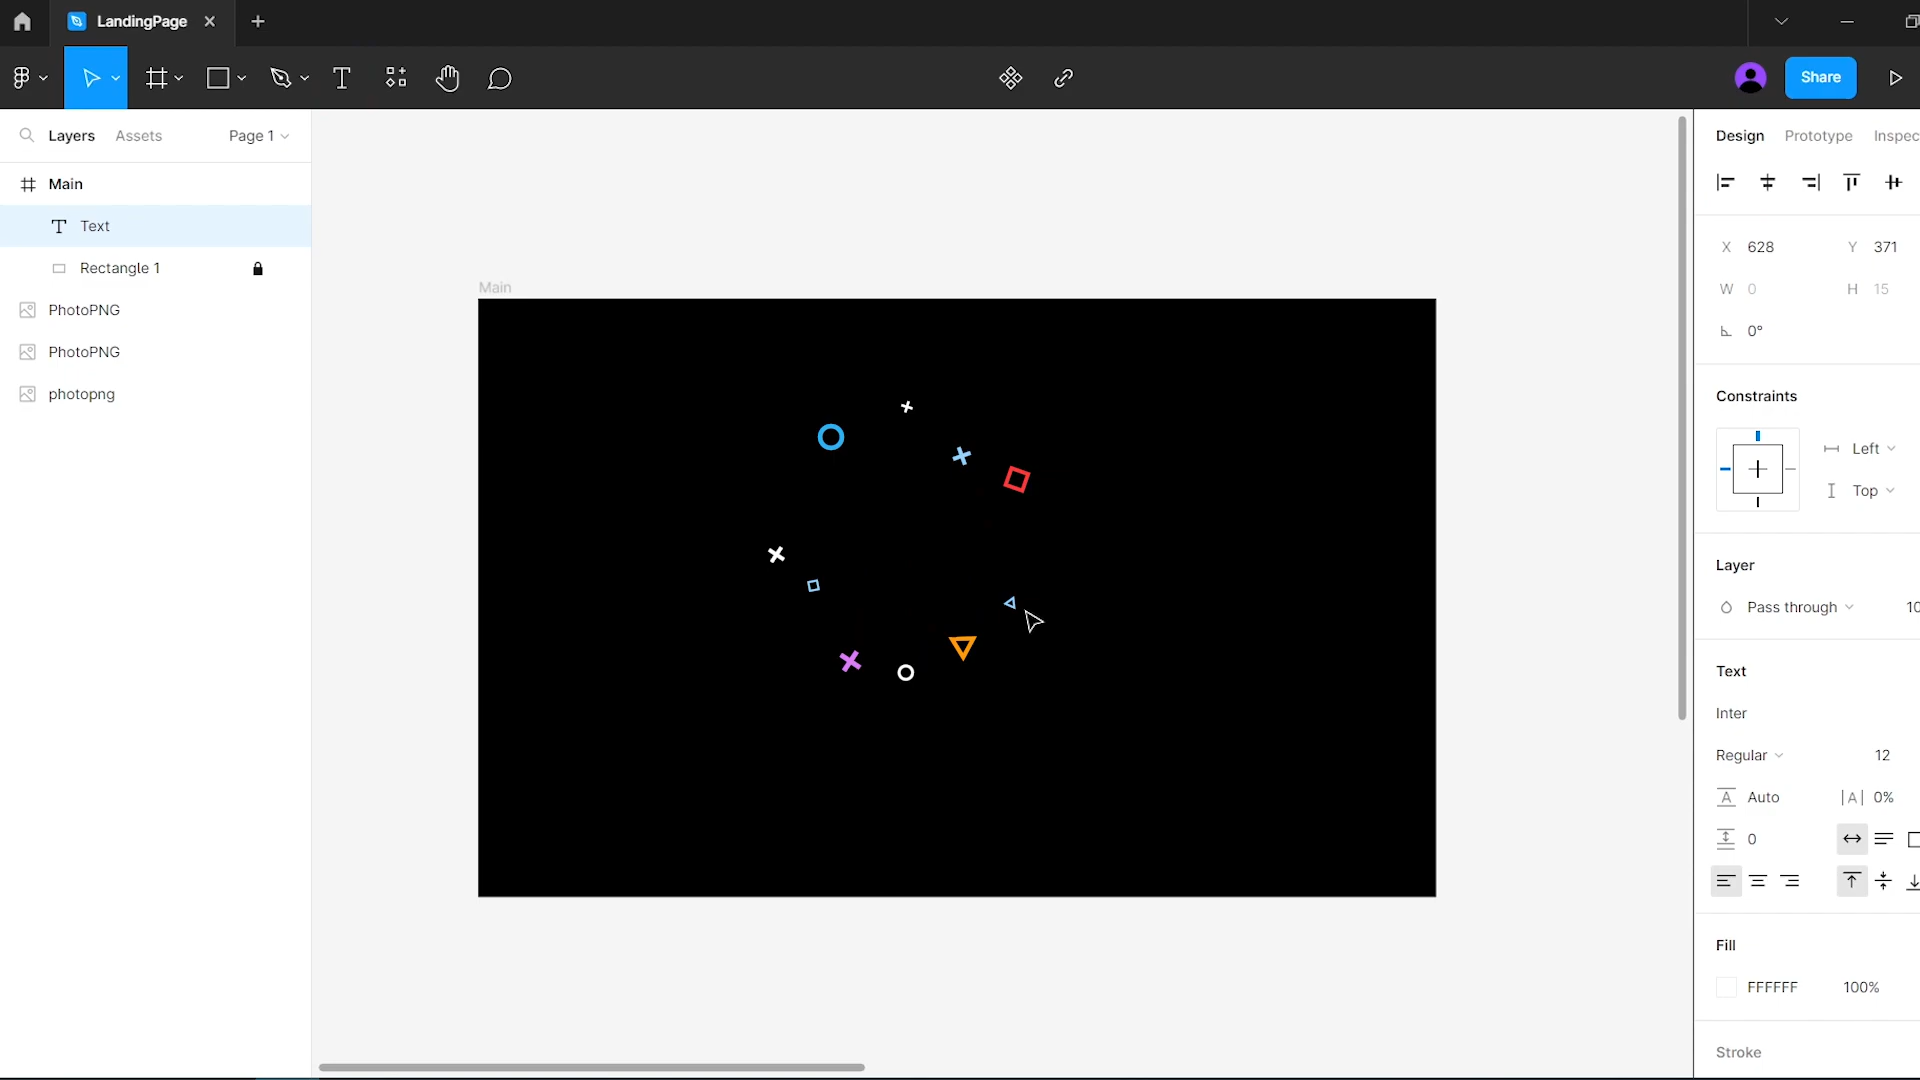 LandingPage
Share
Layers Assets Page 1
Design Prototype Inspec
Main
Text
Rectangle 1
PhotoPNG
PhotoPNG
photopng
Main
X 628 Y 371
W 0 H 15
0°
Constraints
Left
Top
Layer
Pass through 10
Text
Inter
Regular 12
Auto 0%
0
Fill
FFFFFF 100%
Stroke